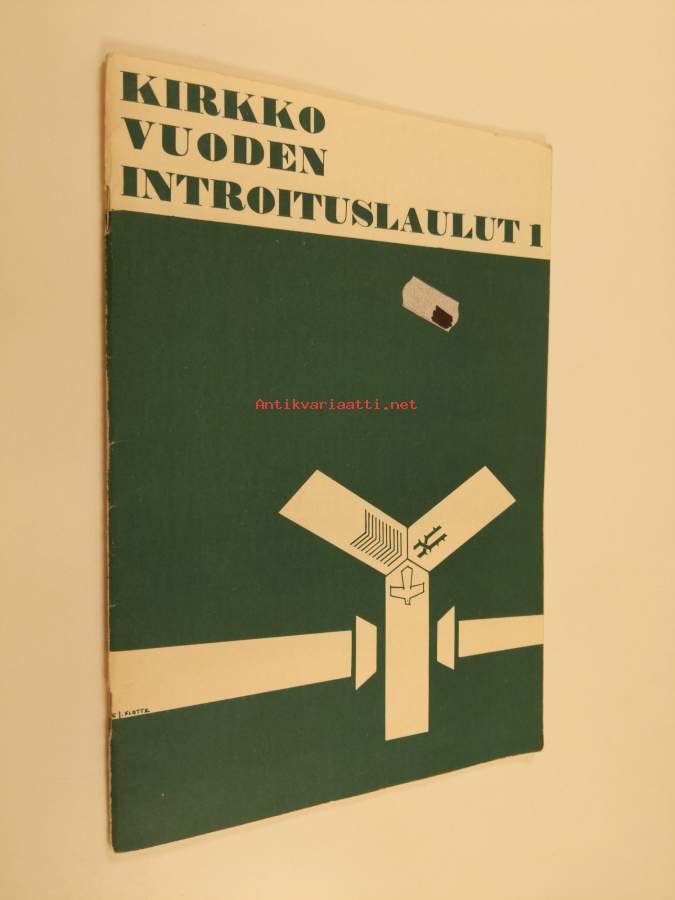 KIRKKO
VUODEN
INTROITUSLAULUT 1
Antikvariaatti.net